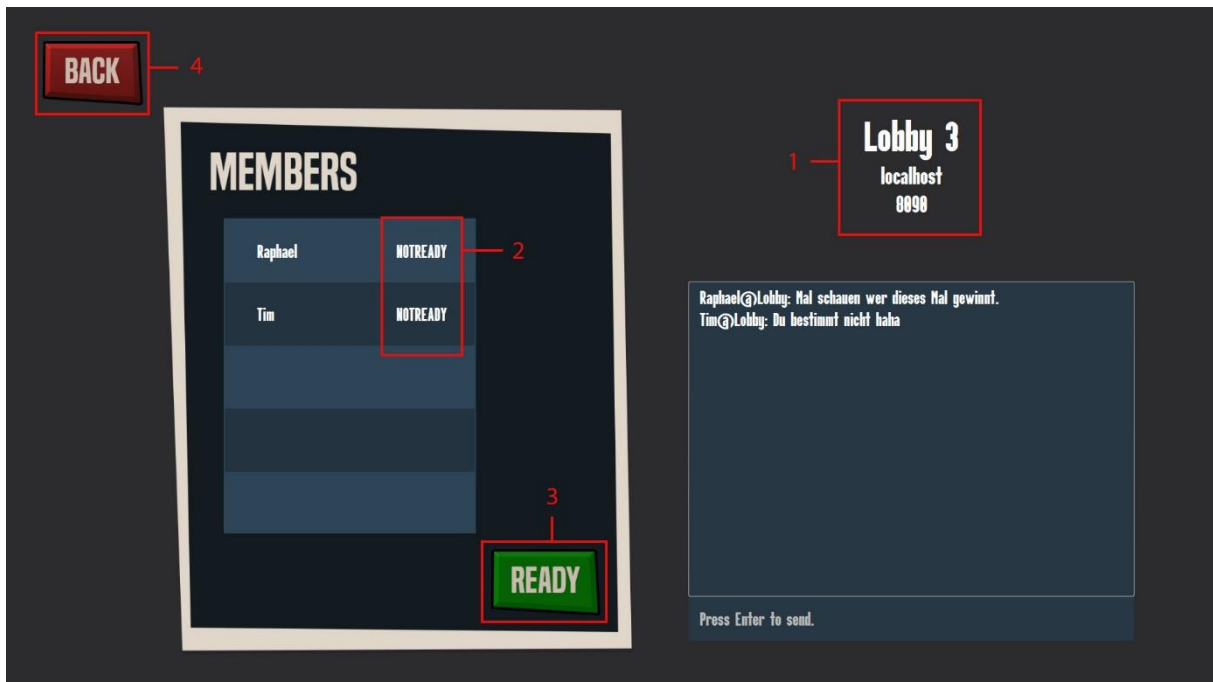 BACK
4
MEMBERS
Raphael NOTREADY
2
Tim NOTREADY
3
READY
1
Lobby 3
localhost
8090
Raphael@Lobby: Mal schauen wer dieses Mal gewinnt.
Tim@Lobby: Du bestimmt nicht haha
Press Enter to send.